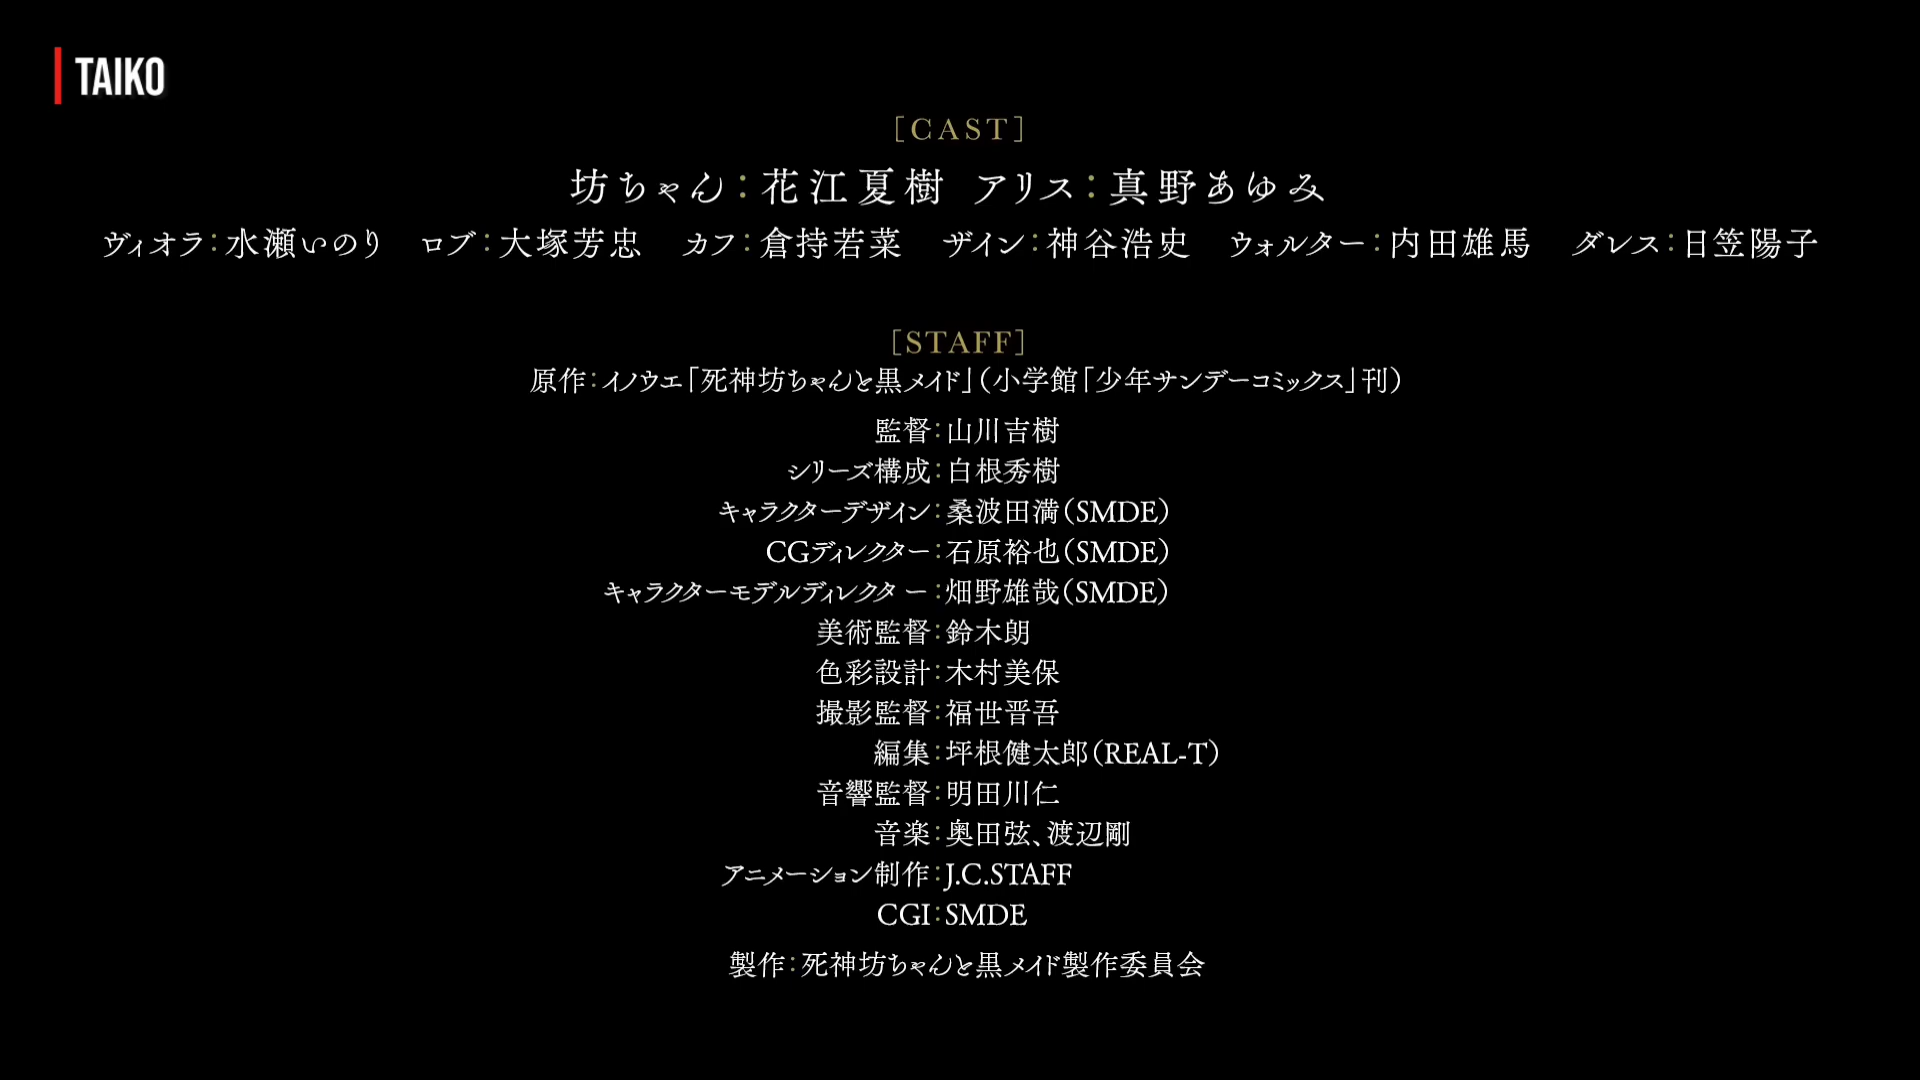 TAIKO
[CAST]
坊ちゃん：花江夏樹　アリス：真野あゆみ
ヴィオラ：水瀬いのり　ロブ：大塚芳忠　カフ：倉持若菜　ザイン：神谷浩史　ウォルター：内田雄馬　ダレス：日笠陽子
[STAFF]
原作：イノウエ「死神坊ちゃんと黒メイド」（小学館「少年サンデーコミックス」刊）
監督：山川吉樹
シリーズ構成：白根秀樹
キャラクターデザイン：桑波田満（SMDE）
CGディレクター：石原裕也（SMDE）
キャラクターモデルディレクター：畑野雄哉（SMDE）
美術監督：鈴木朗
色彩設計：木村美保
撮影監督：福世晋吾
編集：坪根健太郎（REAL-T）
音響監督：明田川仁
音楽：奥田弦、渡辺剛
アニメーション制作：J.C.STAFF
CGI：SMDE
製作：死神坊ちゃんと黒メイド製作委員会